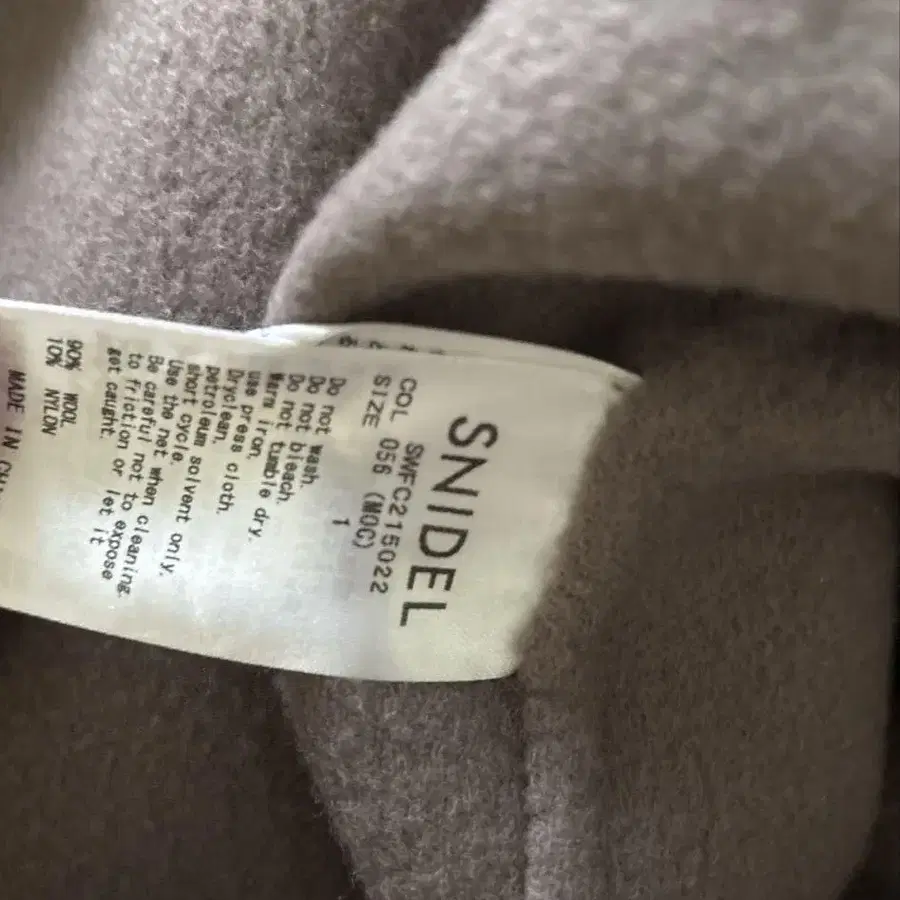 SNIDEL
SWFC215022
COL 056 (MOC)
SIZE 1
Do not wash.
Do not bleach.
Do not tumble dry.
Warm iron.
use press cloth.
Dryclean.
petroleum solvent only.
short cycle.
Use the net when cleaning.
Be careful not to expose
to friction or let it
get caught.
90% WOOL
10% NYLON
MADE IN